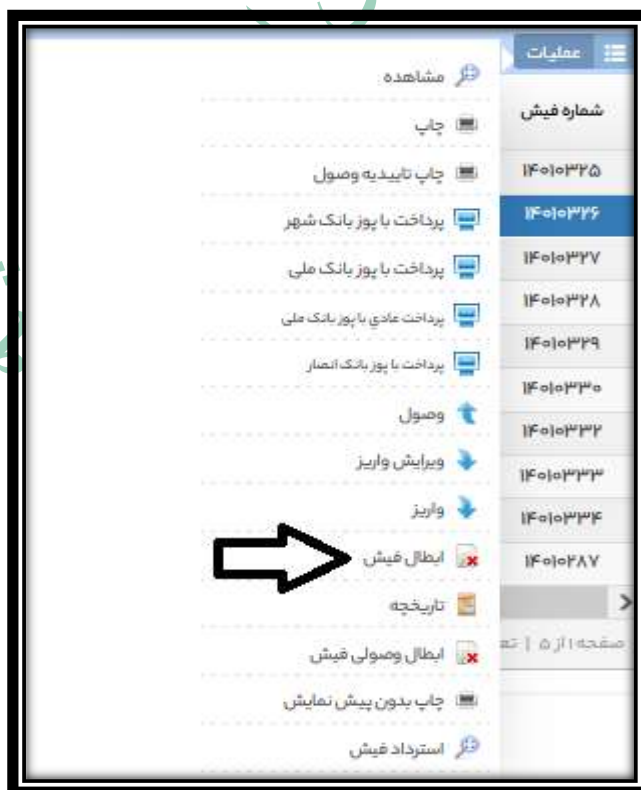 عملیات
شماره فیش
۱۴۰۱۰۳۲۵
۱۴۰۱۰۳۲۶
۱۴۰۱۰۳۲۷
۱۴۰۱۰۳۲۸
۱۴۰۱۰۳۲۹
۱۴۰۱۰۳۳۰
۱۴۰۱۰۳۳۲
۱۴۰۱۰۳۳۳
۱۴۰۱۰۳۳۴
۱۴۰۱۰۲۸۷
صفحه ۱ از ۵ | تع
مشاهده
چاپ
چاپ تاییدیه وصول
پرداخت با پوز بانک شهر
پرداخت با پوز بانک ملی
پرداخت عادی با پوز بانک ملی
پرداخت با پوز بانک انصار
وصول
ویرایش واریز
واریز
ابطال فیش
تاریخچه
ابطال وصولی فیش
چاپ بدون پیش نمایش
استرداد فیش